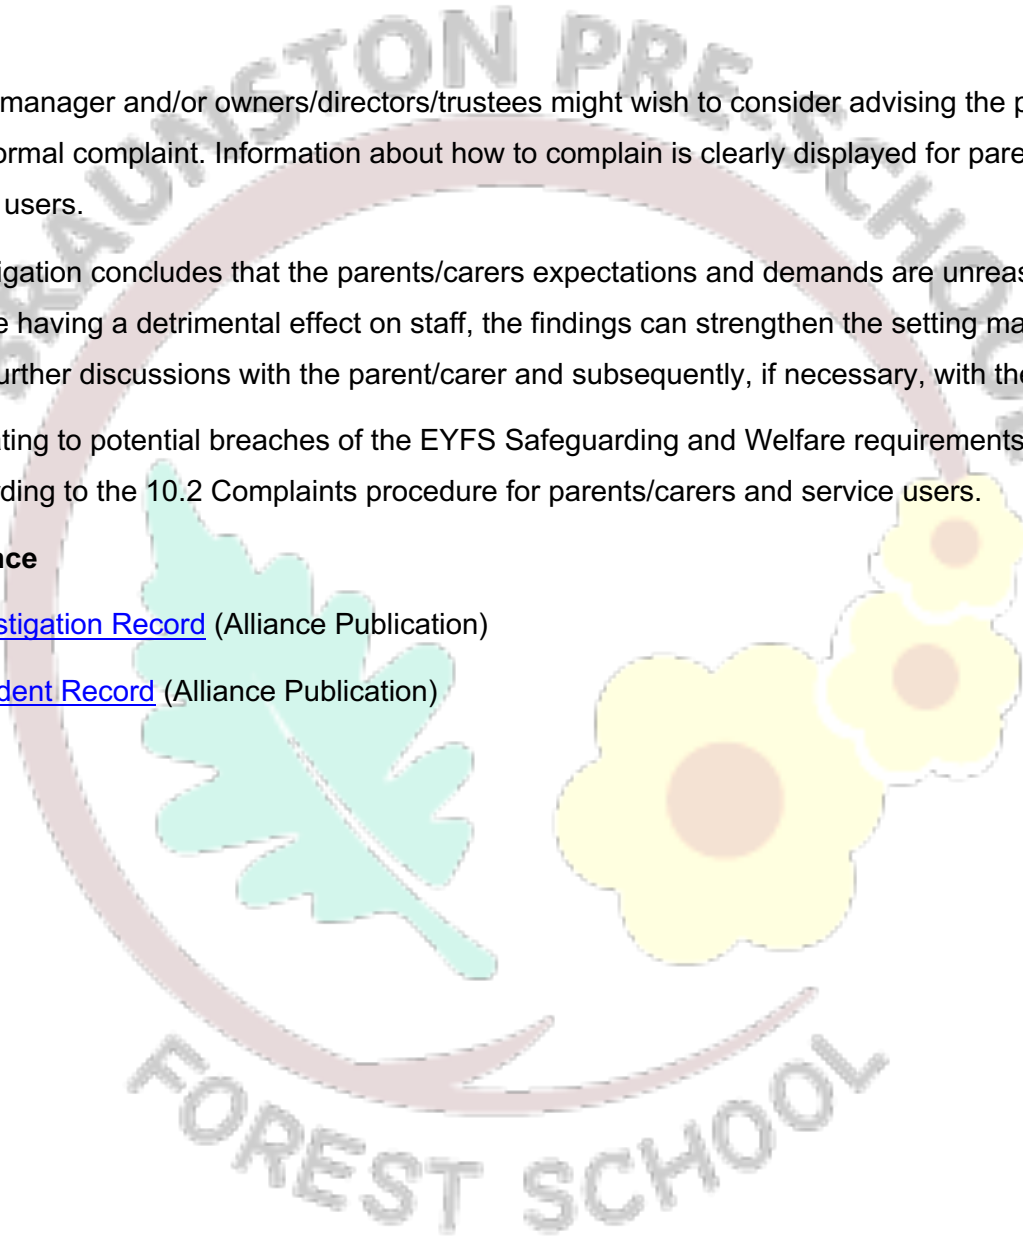 BRAUNSTON PRE-SCHOOL
manager and/or owners/directors/trustees might wish to consider advising the p
ormal complaint. Information about how to complain is clearly displayed for pare
users.
igation concludes that the parents/carers expectations and demands are unreas
e having a detrimental effect on staff, the findings can strengthen the setting ma
urther discussions with the parent/carer and subsequently, if necessary, with the
ating to potential breaches of the EYFS Safeguarding and Welfare requirements
rding to the 10.2 Complaints procedure for parents/carers and service users.
nce
stigation Record (Alliance Publication)
dent Record (Alliance Publication)
FOREST SCHOOL